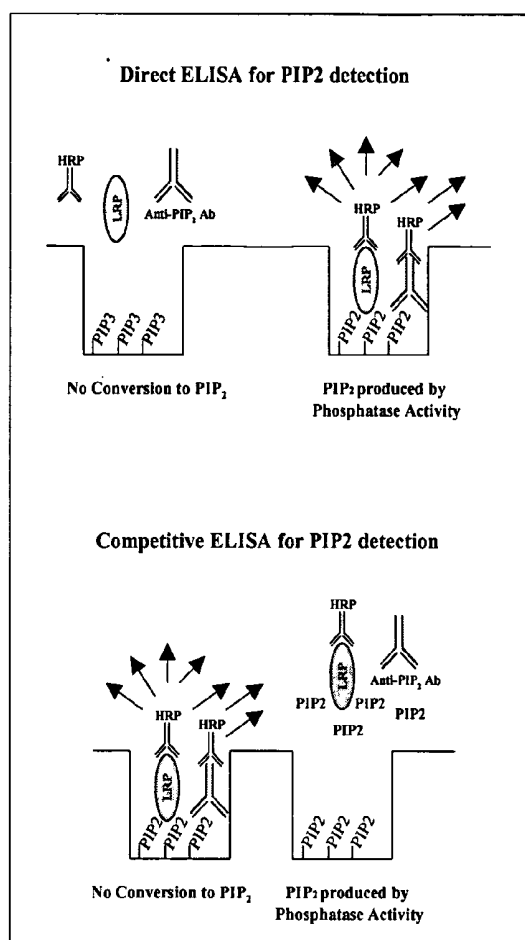 Direct ELISA for PIP2 detection
HRP
LRP
Anti-PIP₂ Ab
PIP3
PIP3
PIP3
No Conversion to PIP₂
HRP
HRP
LRP
PIP2
PIP2
PIP2
PIP₂ produced by
Phosphatase Activity
Competitive ELISA for PIP2 detection
HRP
HRP
LRP
PIP2
PIP2
PIP2
No Conversion to PIP₂
HRP
LRP
Anti-PIP₂ Ab
PIP2
PIP2
PIP2
PIP2
PIP2
PIP2
PIP2
PIP₂ produced by
Phosphatase Activity